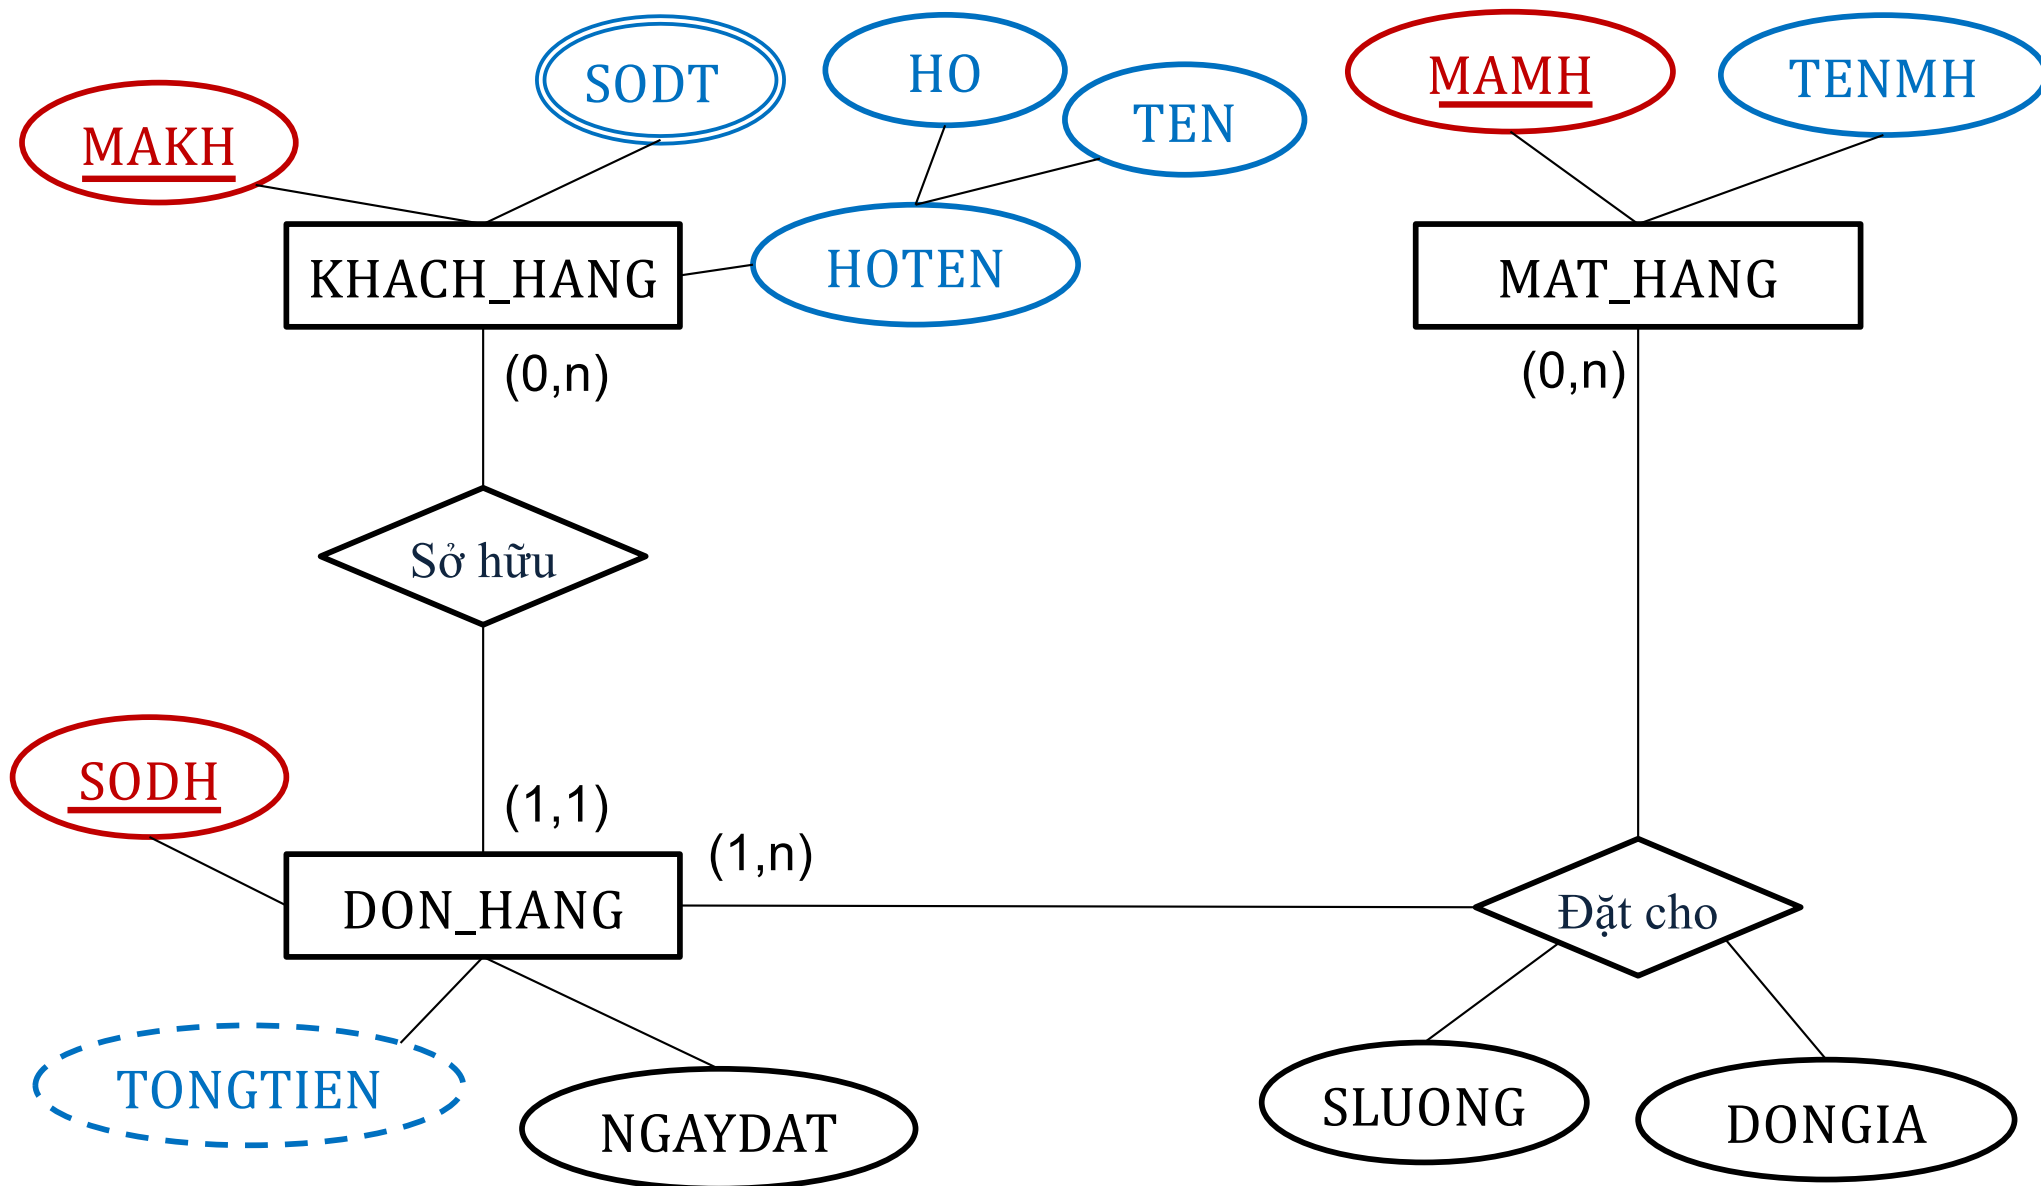 SODT
HO
TEN
MAMH
TENMH
MAKH
HOTEN
KHACH_HANG
MAT_HANG
(0,n)
(0,n)
Sở hữu
SODH
(1,1)
(1,n)
DON_HANG
Đặt cho
TONGTIEN
NGAYDAT
SLUONG
DONGIA